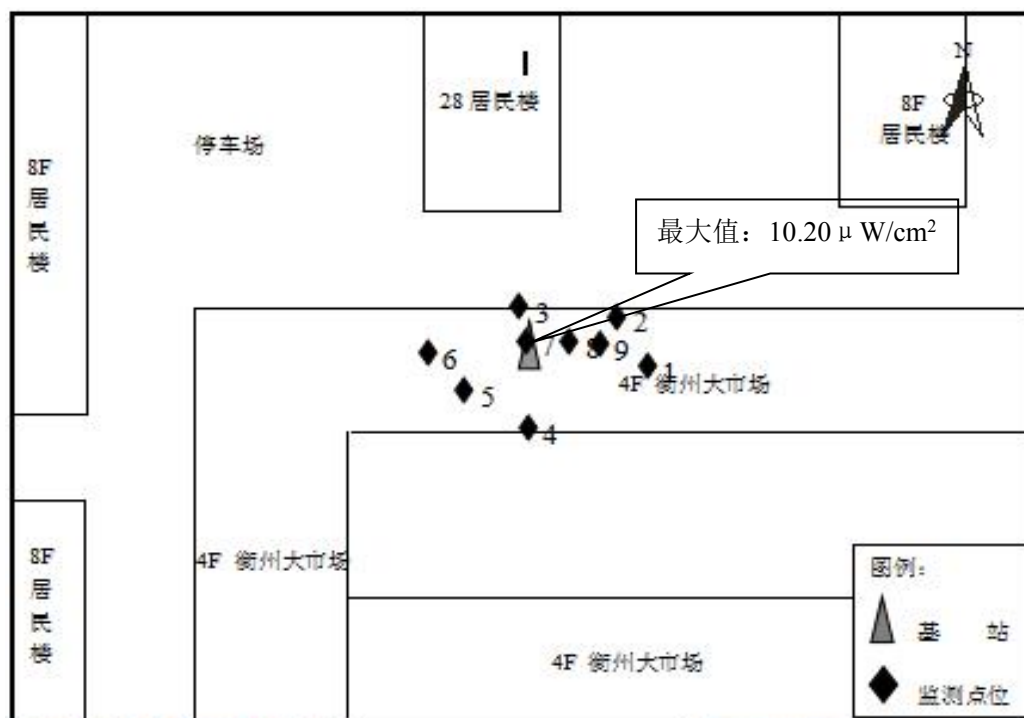 N
28 居民楼
8F
居民楼
停车场
8F
居
民
楼
最大值：10.20μW/cm²
3
2
7
8
9
6
1
4F 衡州大市场
5
4
4F 衡州大市场
8F
居
民
楼
4F 衡州大市场
图例：
基 站
监测点位